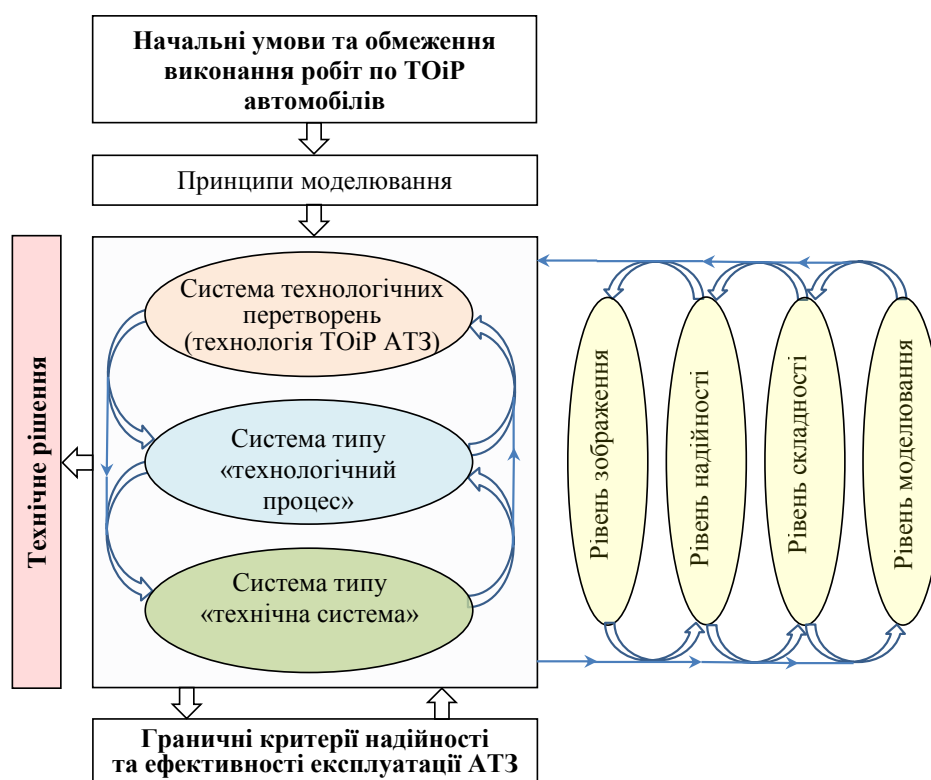 Начальні умови та обмеження
виконання робіт по ТОіР
автомобілів
Принципи моделювання
Технічне рішення
Система технологічних
перетворень
(технологія ТОіР АТЗ)
Система типу
«технологічний
процес»
Система типу
«технічна система»
Рівень зображення
Рівень надійності
Рівень складності
Рівень моделювання
Граничні критерії надійності
та ефективності експлуатації АТЗ